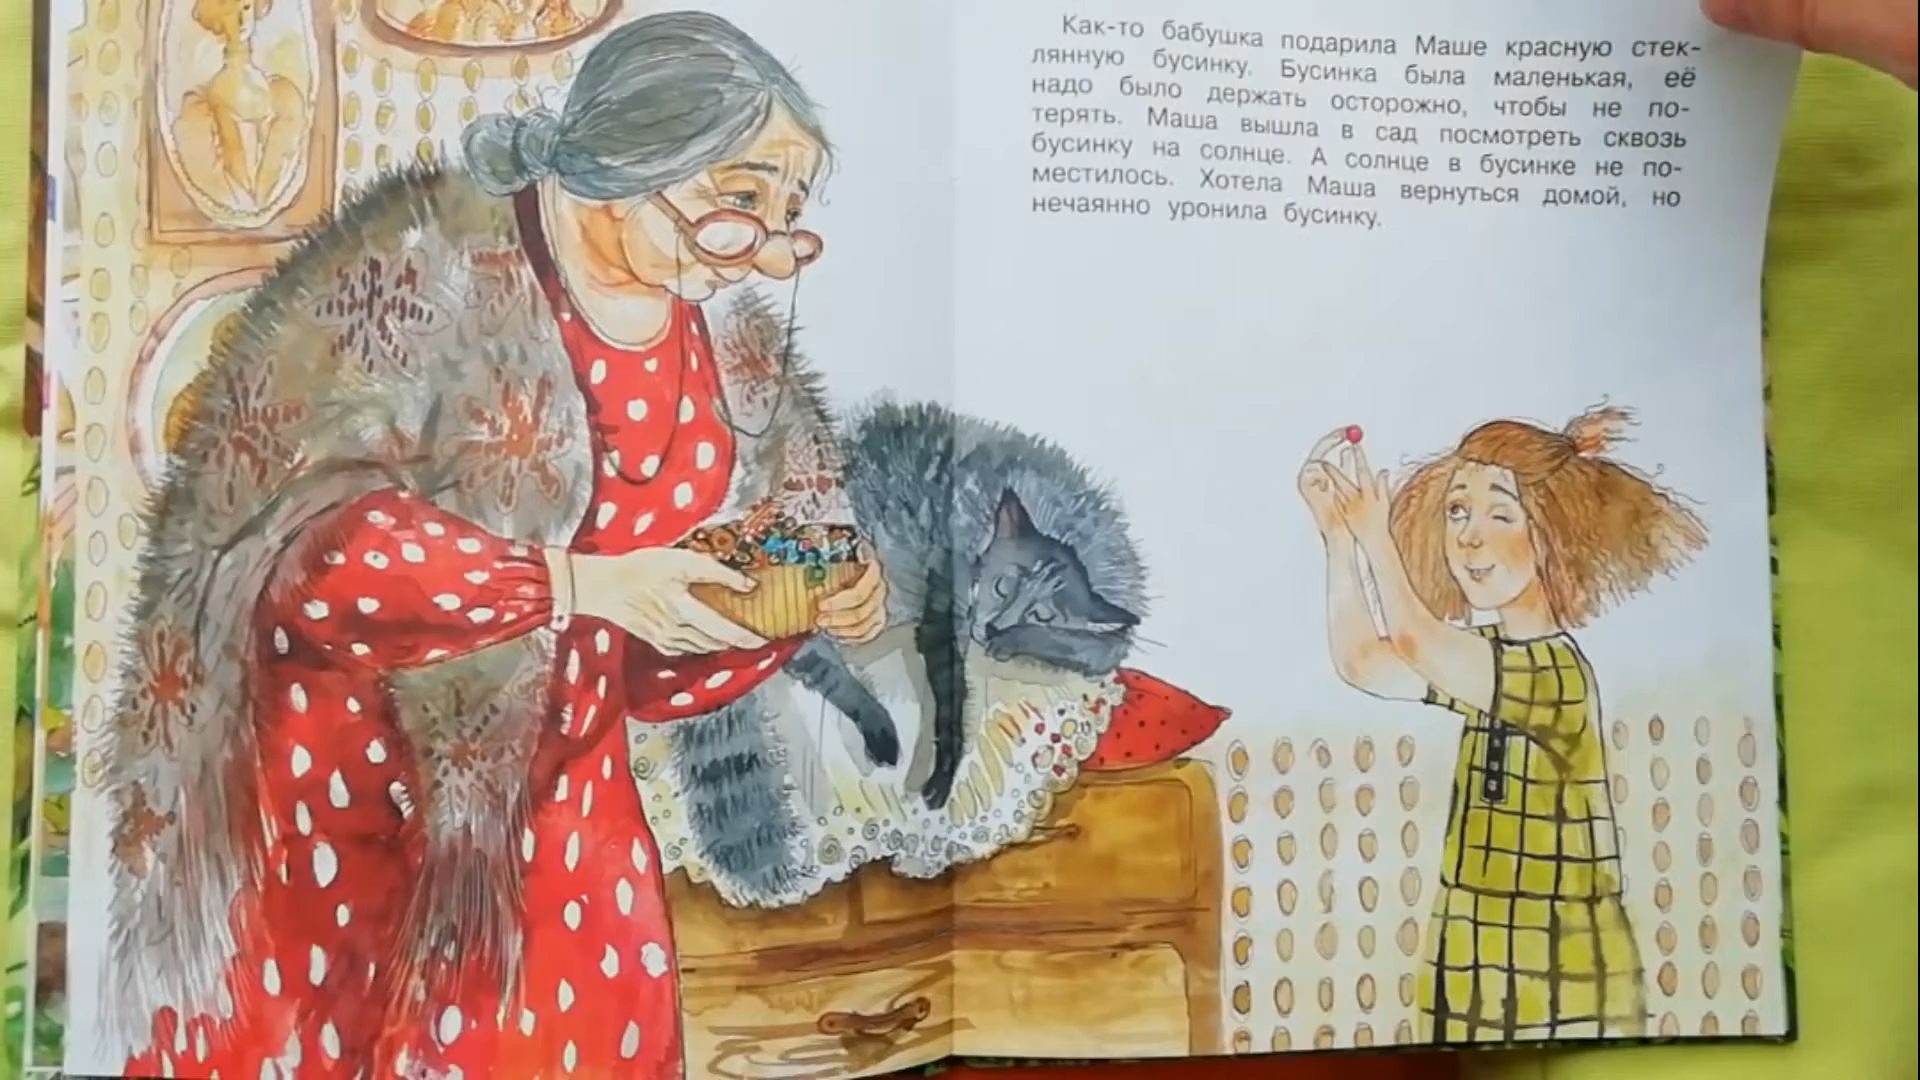 Как-то бабушка подарила Маше красную стек-
лянную бусинку. Бусинка была маленькая, её
надо было держать осторожно, чтобы не по-
терять. Маша вышла в сад посмотреть сквозь
бусинку на солнце. А солнце в бусинке не по-
местилось. Хотела Маша вернуться домой, но
нечаянно уронила бусинку.